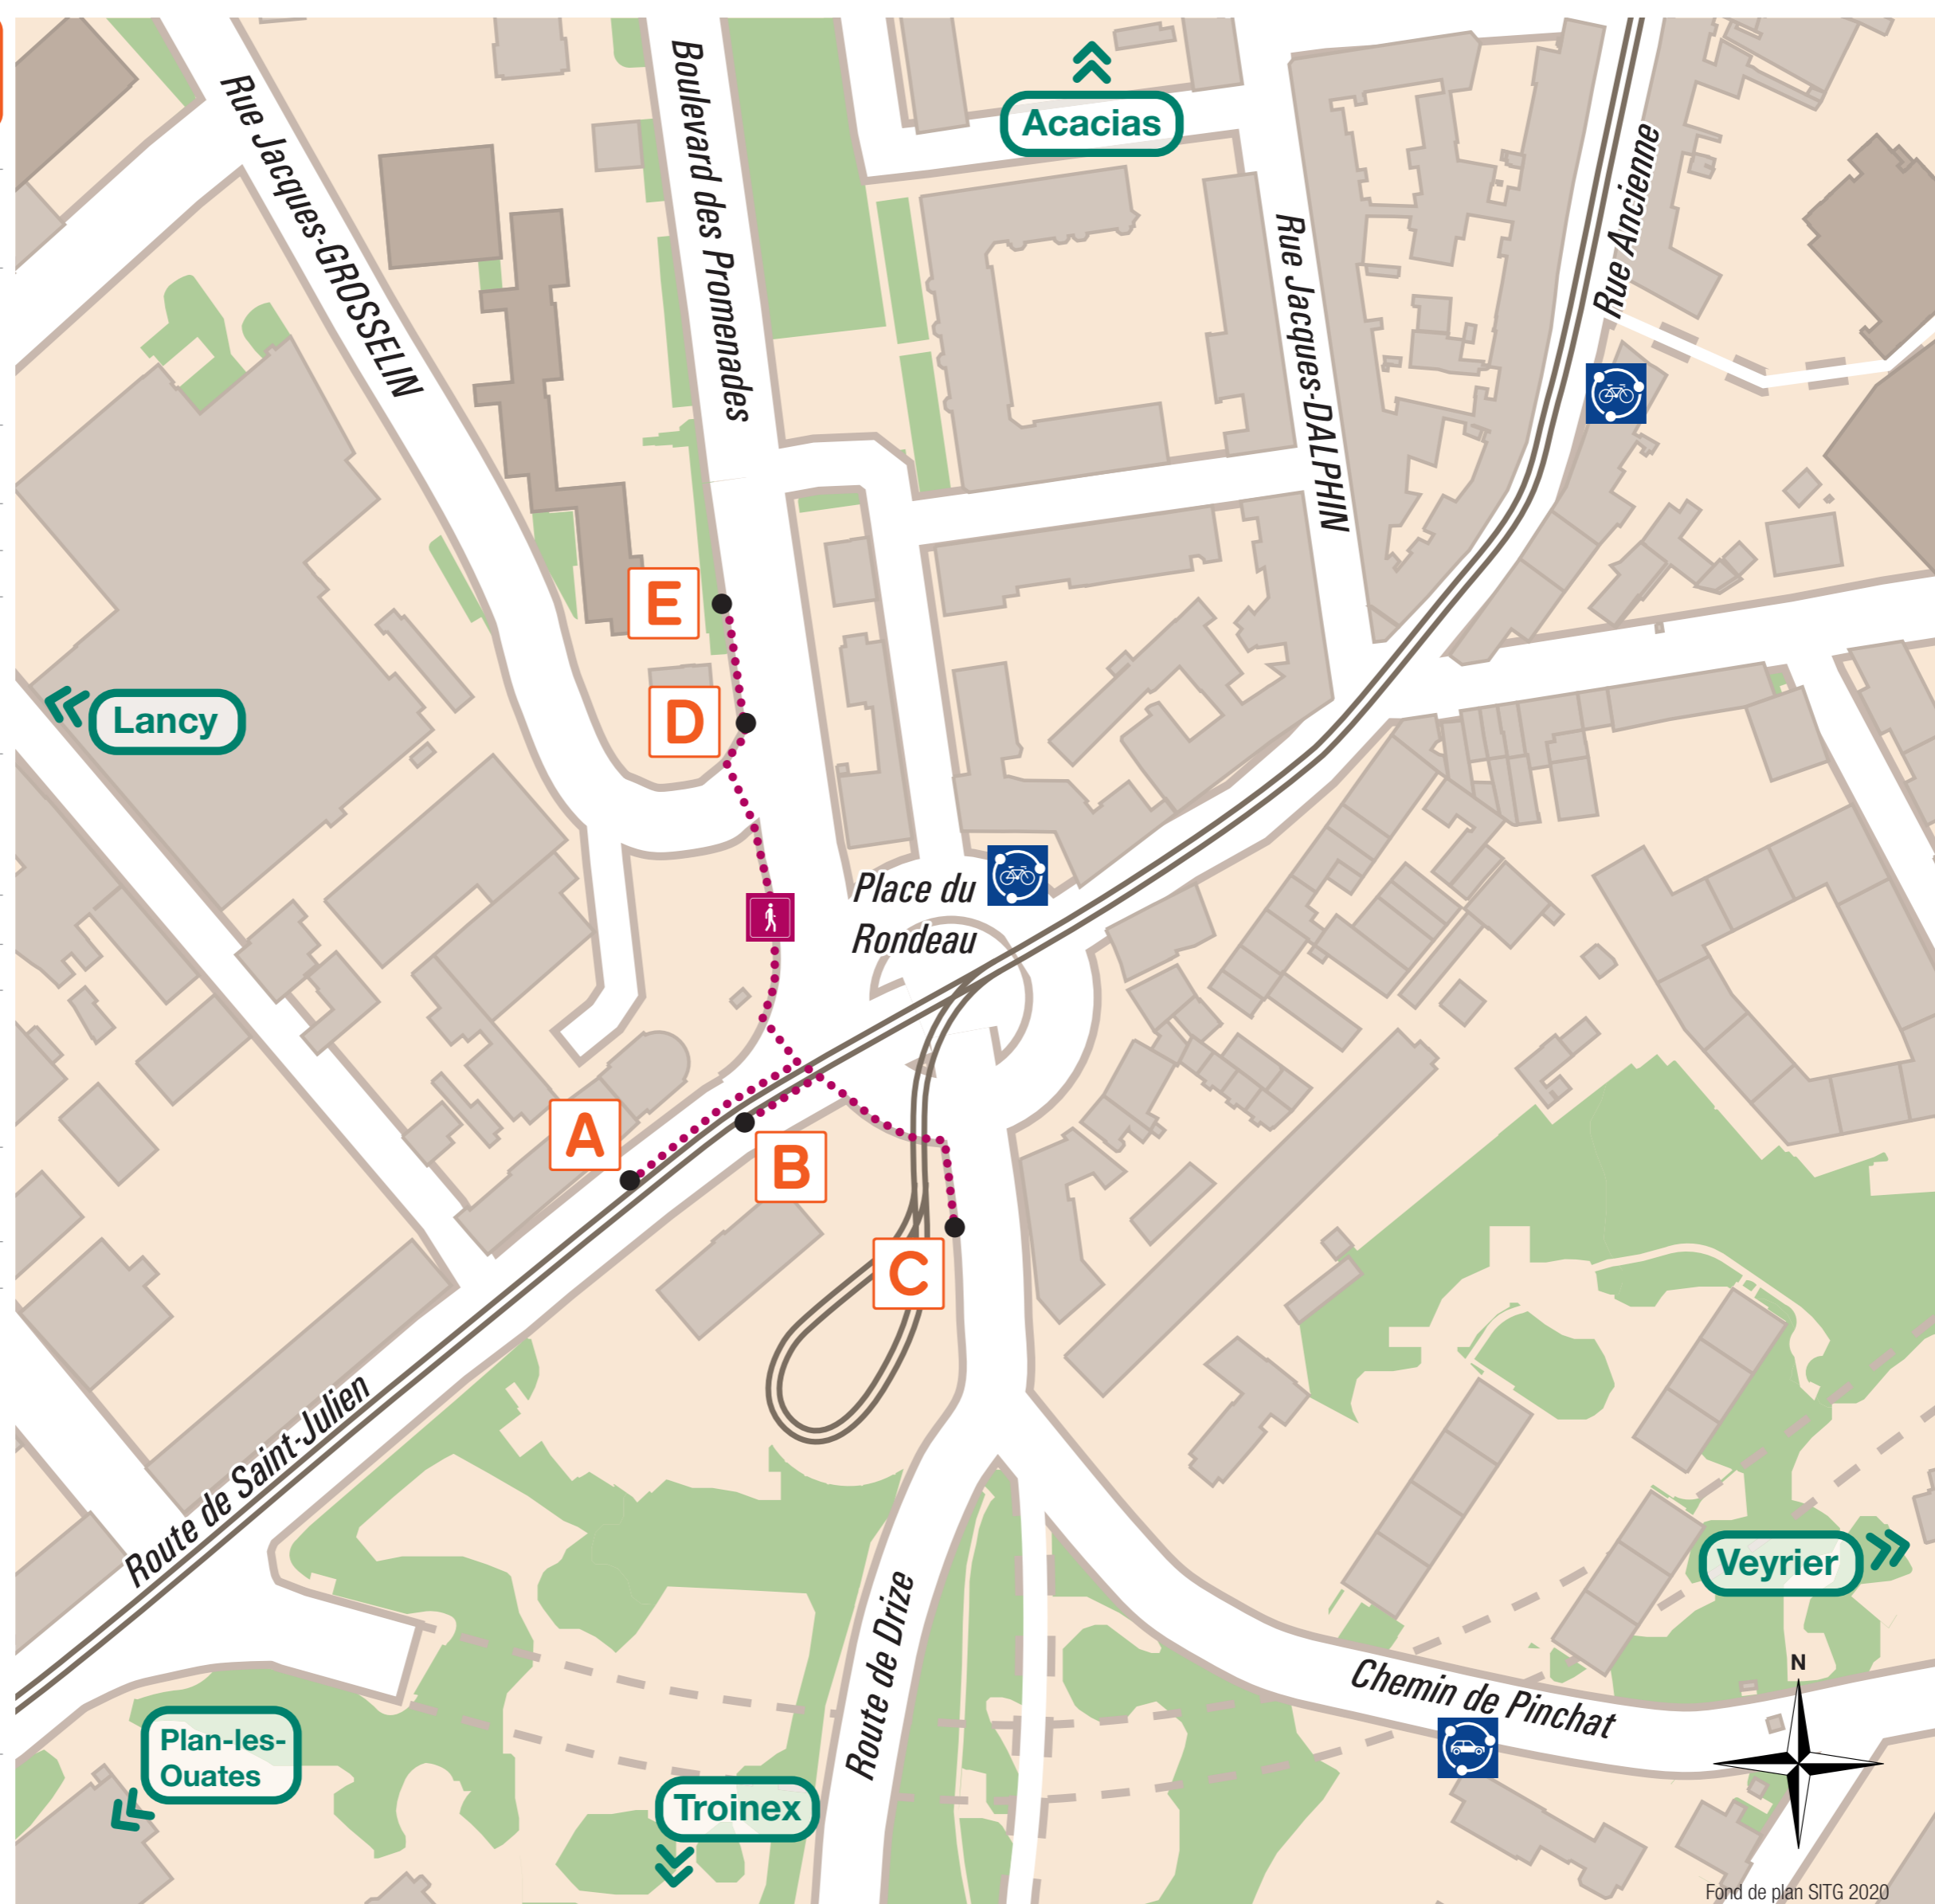 Acacias
Rue Jacques-GROSSELIN
Boulevard des Promenades
Rue Jacques-DALPHIN
Rue Ancienne
E
D
Lancy
Place du
Rondeau
A
B
C
Route de Saint-Julien
Route de Drize
Veyrier
Chemin de Pinchat
N
Plan-les-
Ouates
Troinex
Fond de plan SITG 2020